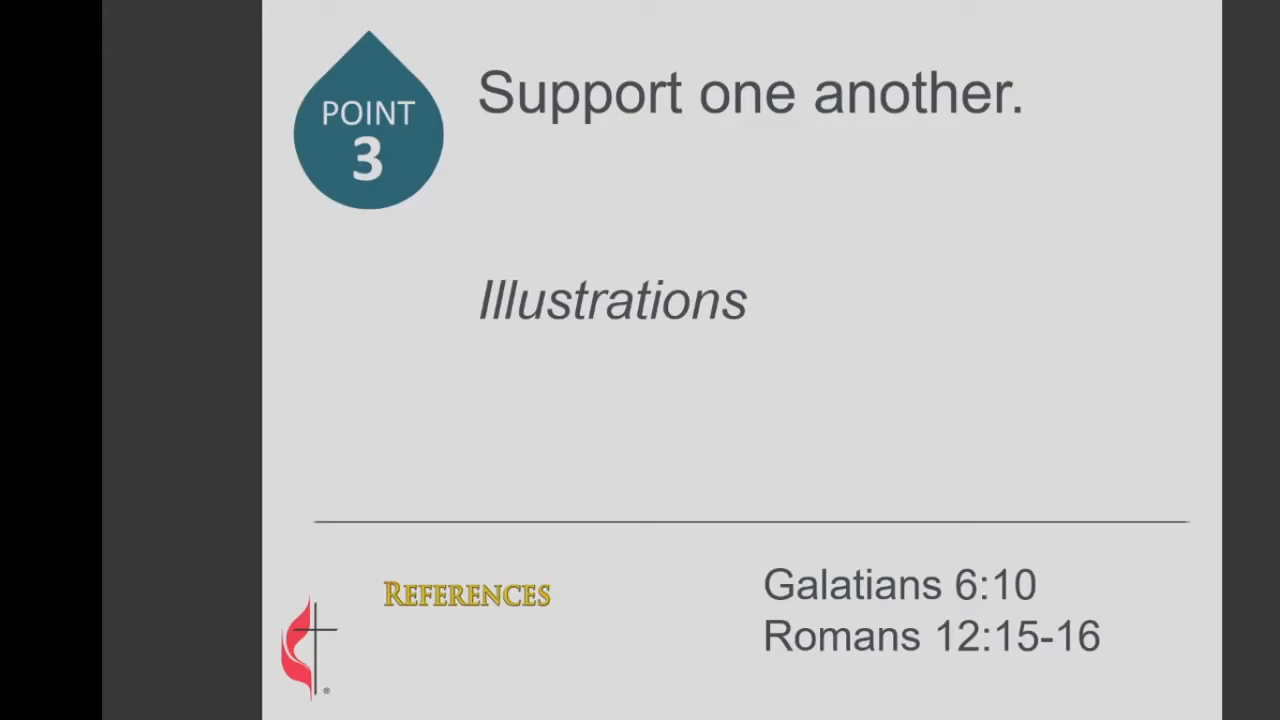 POINT
3
Support one another.
Illustrations
References
Galatians 6:10
Romans 12:15-16
®